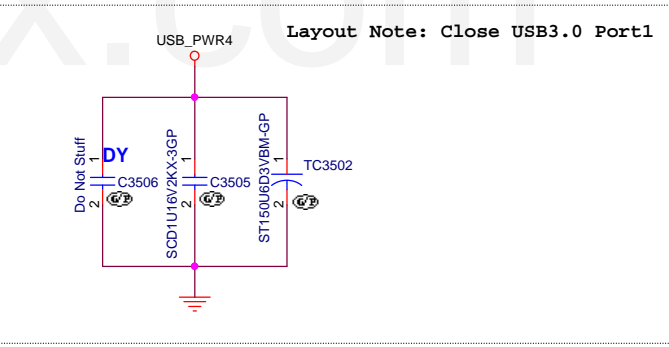 x.com
Layout Note: Close USB3.0 Port1
USB_PWR4
Do Not Stuff
1
DY
2
C3506
G/P
SCD1U16V2KX-3GP
1
2
C3505
G/P
ST150U6D3VBM-GP
1
2
TC3502
G/P